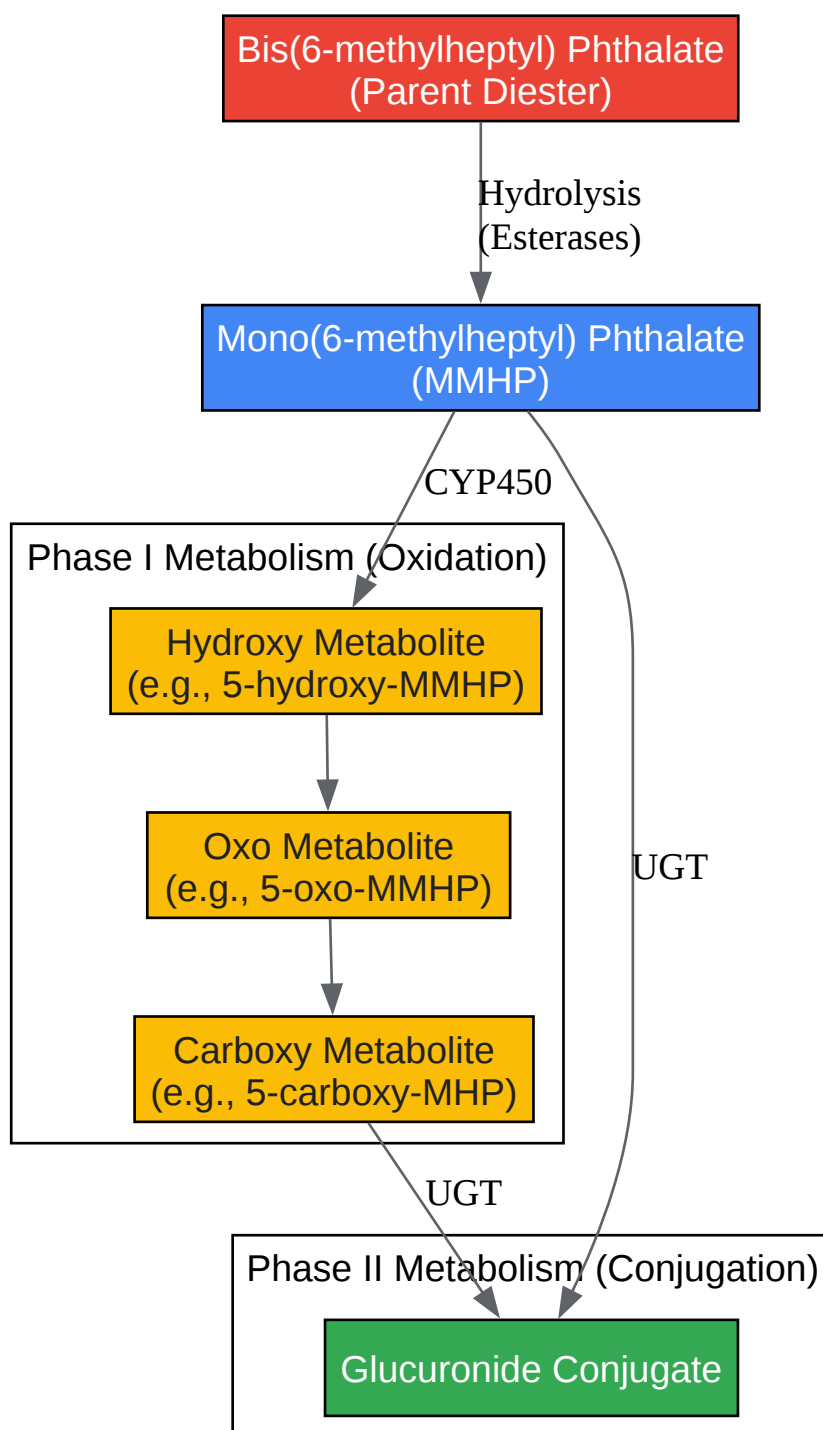 Bis(6-methylheptyl) Phthalate
(Parent Diester)
Hydrolysis
(Esterases)
Mono(6-methylheptyl) Phthalate
(MMHP)
CYP450
Phase I Metabolism (Oxidation)
Hydroxy Metabolite
(e.g., 5-hydroxy-MMHP)
Oxo Metabolite
(e.g., 5-oxo-MMHP)
UGT
Carboxy Metabolite
(e.g., 5-carboxy-MHP)
UGT
Phase II Metabolism (Conjugation)
Glucuronide Conjugate